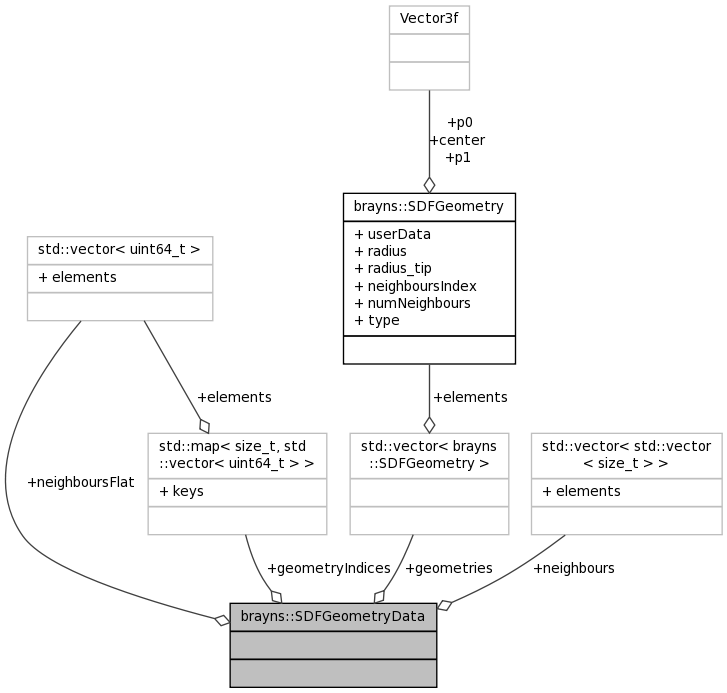 Vector3f
+p0
+center
+p1
brayns::SDFGeometry
+ userData
+ radius
+ radius_tip
+ neighboursIndex
+ numNeighbours
+ type
std::vector< uint64_t >
+ elements
+elements
+elements
std::map< size_t, std
::vector< uint64_t > >
+ keys
std::vector< brayns
::SDFGeometry >
std::vector< std::vector
< size_t > >
+ elements
+neighboursFlat
+geometryIndices
+geometries
+neighbours
brayns::SDFGeometryData